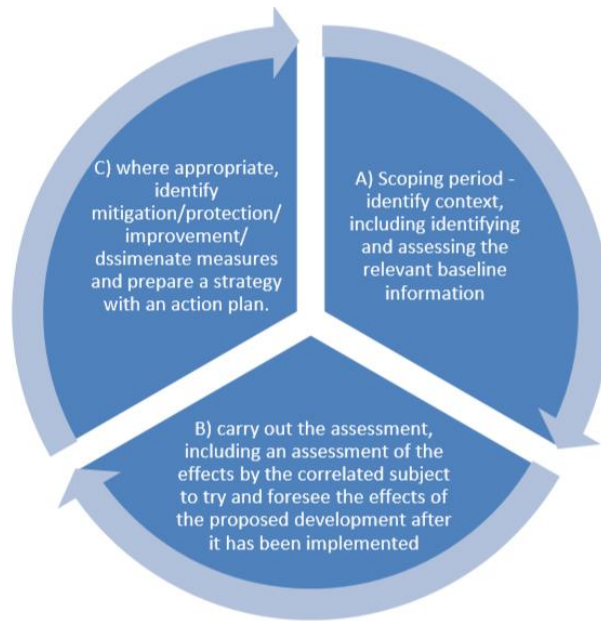 C) where appropriate,
identify
mitigation/protection/
improvement/
dssimenate measures
and prepare a strategy
with an action plan.
A) Scoping period -
identify context,
including identifying
and assessing the
relevant baseline
information
B) carry out the assessment,
including an assessment of the
effects by the correlated subject
to try and foresee the effects of
the proposed development after
it has been implemented